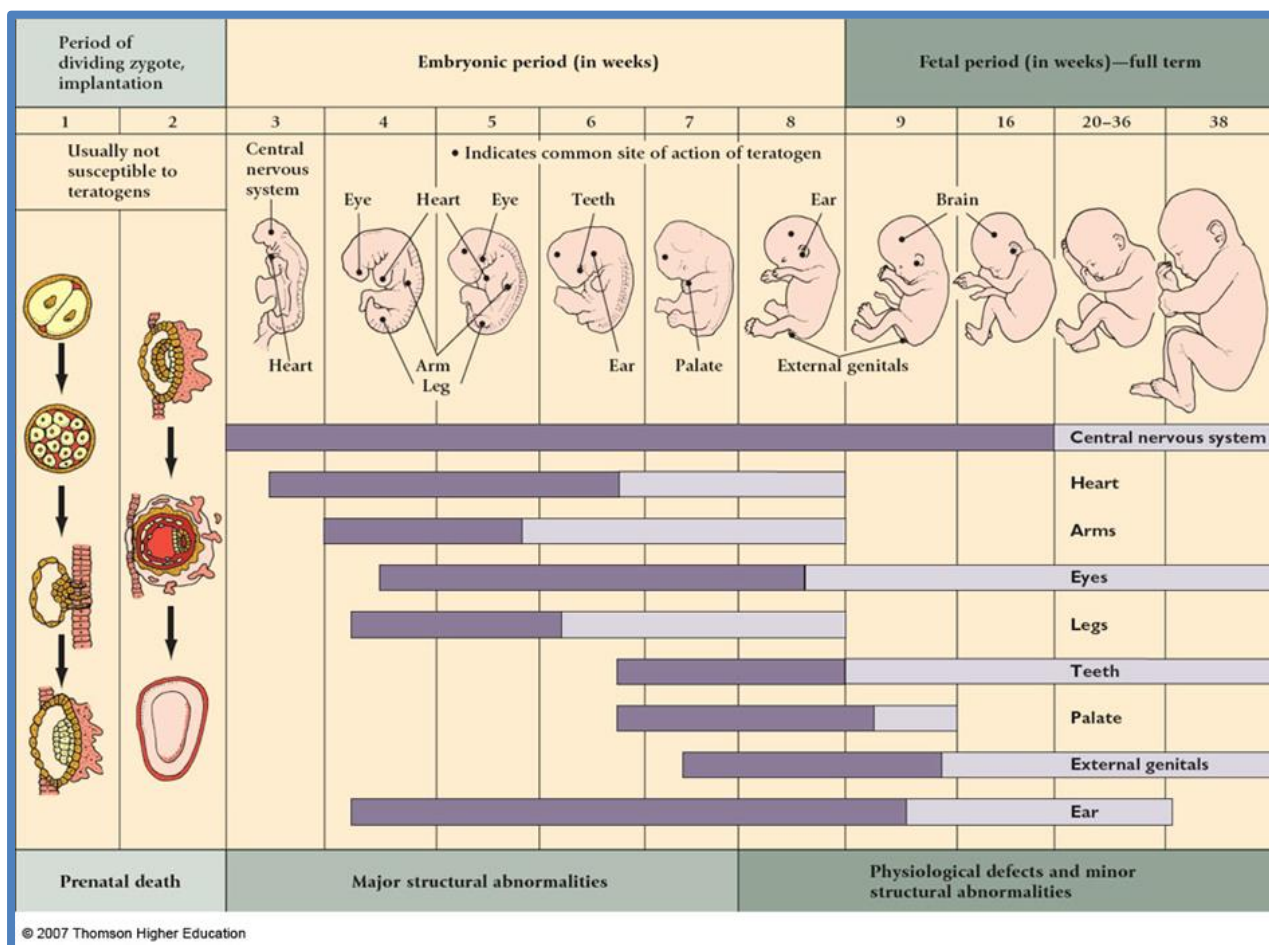 Period of
dividing zygote,
implantation
Embryonic period (in weeks)
Fetal period (in weeks)—full term
1 2 3 4 5 6 7 8 9 16 20–36 38
Usually not
susceptible to
teratogens
Central
nervous
system
• Indicates common site of action of teratogen
Eye Heart Eye Teeth Ear Brain
Heart Arm Ear Palate External genitals
Leg
Central nervous system
Heart
Arms
Eyes
Legs
Teeth
Palate
External genitals
Ear
Prenatal death
Major structural abnormalities
Physiological defects and minor
structural abnormalities
© 2007 Thomson Higher Education